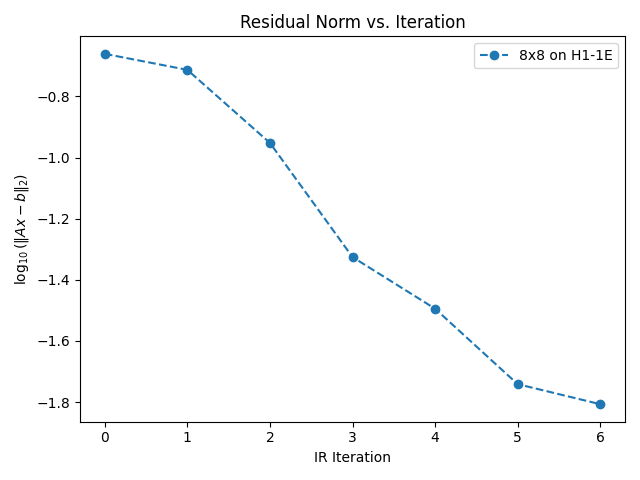 Residual Norm vs. Iteration
8x8 on H1-1E
−0.8
−1.0
−1.2
−1.4
−1.6
−1.8
log₁₀(‖Ax − b‖₂)
0 1 2 3 4 5 6
IR Iteration